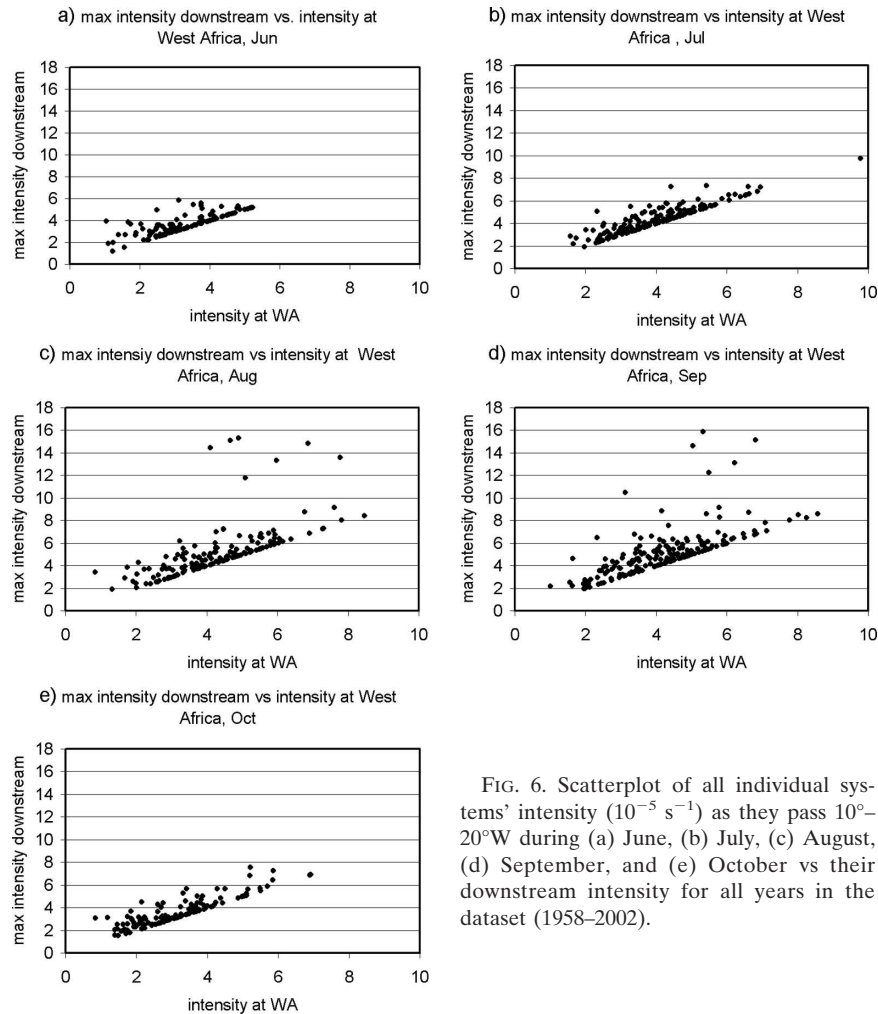 a) max intensity downstream vs. intensity at
West Africa, Jun
max intensity downstream
18
16
14
12
10
8
6
4
2
0
0 2 4 6 8 10
intensity at WA
b) max intensity downstream vs intensity at West
Africa , Jul
max intensity downstream
18
16
14
12
10
8
6
4
2
0
0 2 4 6 8 10
intensity at WA
c) max intensiy downstream vs intensity at West
Africa, Aug
max intensity downstream
18
16
14
12
10
8
6
4
2
0
0 2 4 6 8 10
intensity at WA
d) max intensity downstream vs intensity at West
Africa, Sep
max intensity downstream
18
16
14
12
10
8
6
4
2
0
0 2 4 6 8 10
intensity at WA
e) max intensity downstream vs intensity at West
Africa, Oct
max intensity downstream
18
16
14
12
10
8
6
4
2
0
0 2 4 6 8 10
intensity at WA
FIG. 6. Scatterplot of all individual sys-
tems' intensity (10⁻⁵ s⁻¹) as they pass 10°–
20°W during (a) June, (b) July, (c) August,
(d) September, and (e) October vs their
downstream intensity for all years in the
dataset (1958–2002).